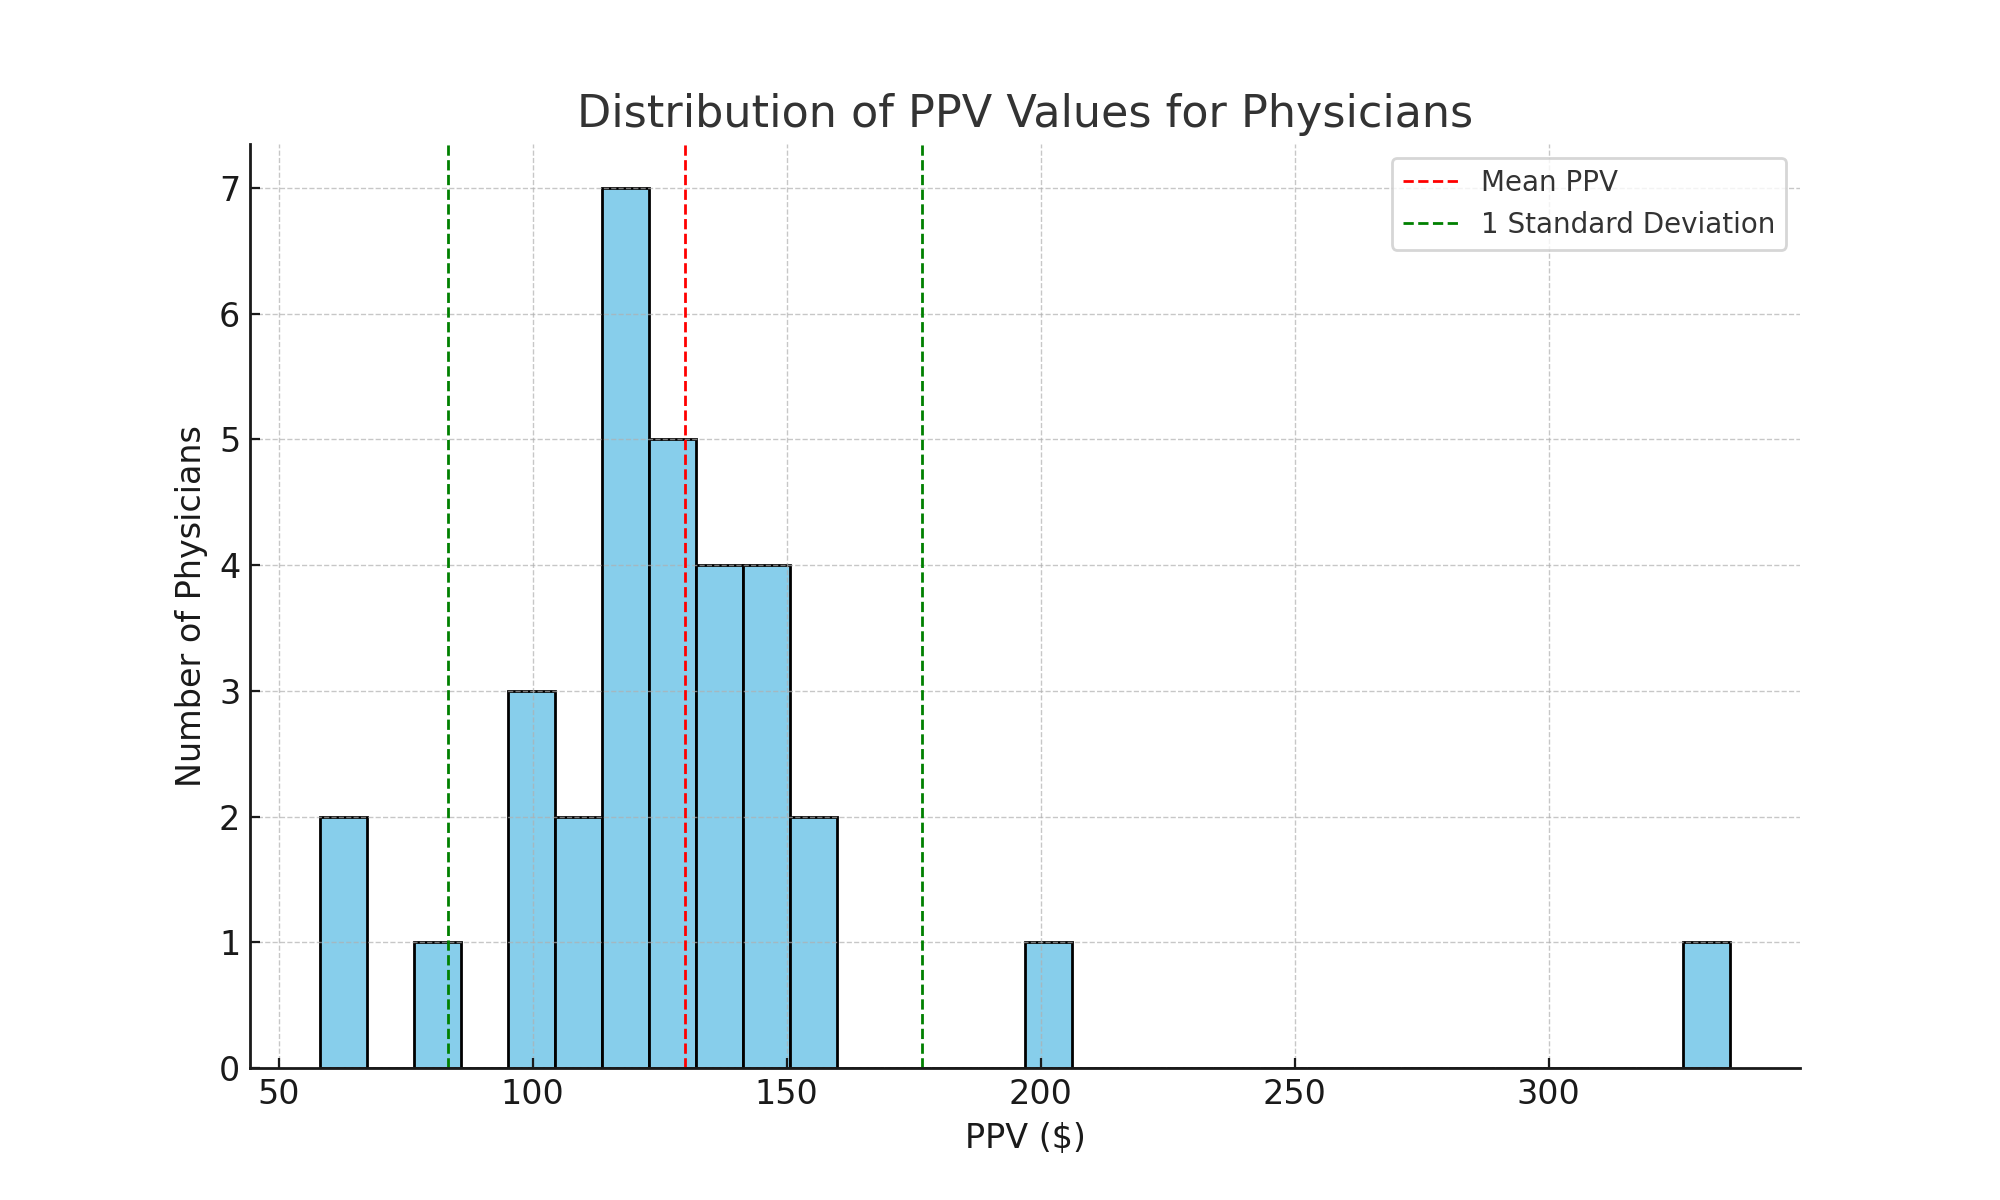 Distribution of PPV Values for Physicians
Mean PPV
1 Standard Deviation
7
6
5
4
3
2
1
0
Number of Physicians
50 100 150 200 250 300
PPV ($)